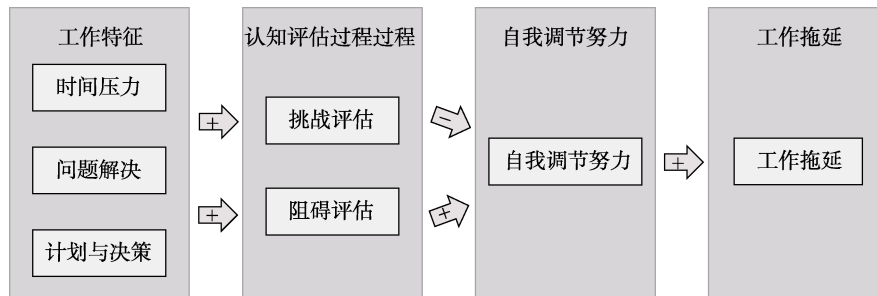 工作特征
时间压力
问题解决
计划与决策
+
+
认知评估过程过程
挑战评估
阻碍评估
−
+
自我调节努力
自我调节努力
+
工作拖延
工作拖延